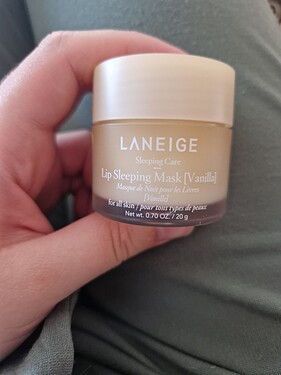 LANEIGE
Sleeping Care
Lip Sleeping Mask [Vanilla]
Masque de Nuit pour les Lèvres
[Vanille]
for all skin / pour tous types de peaux
Net wt. 0.70 OZ. / 20 g